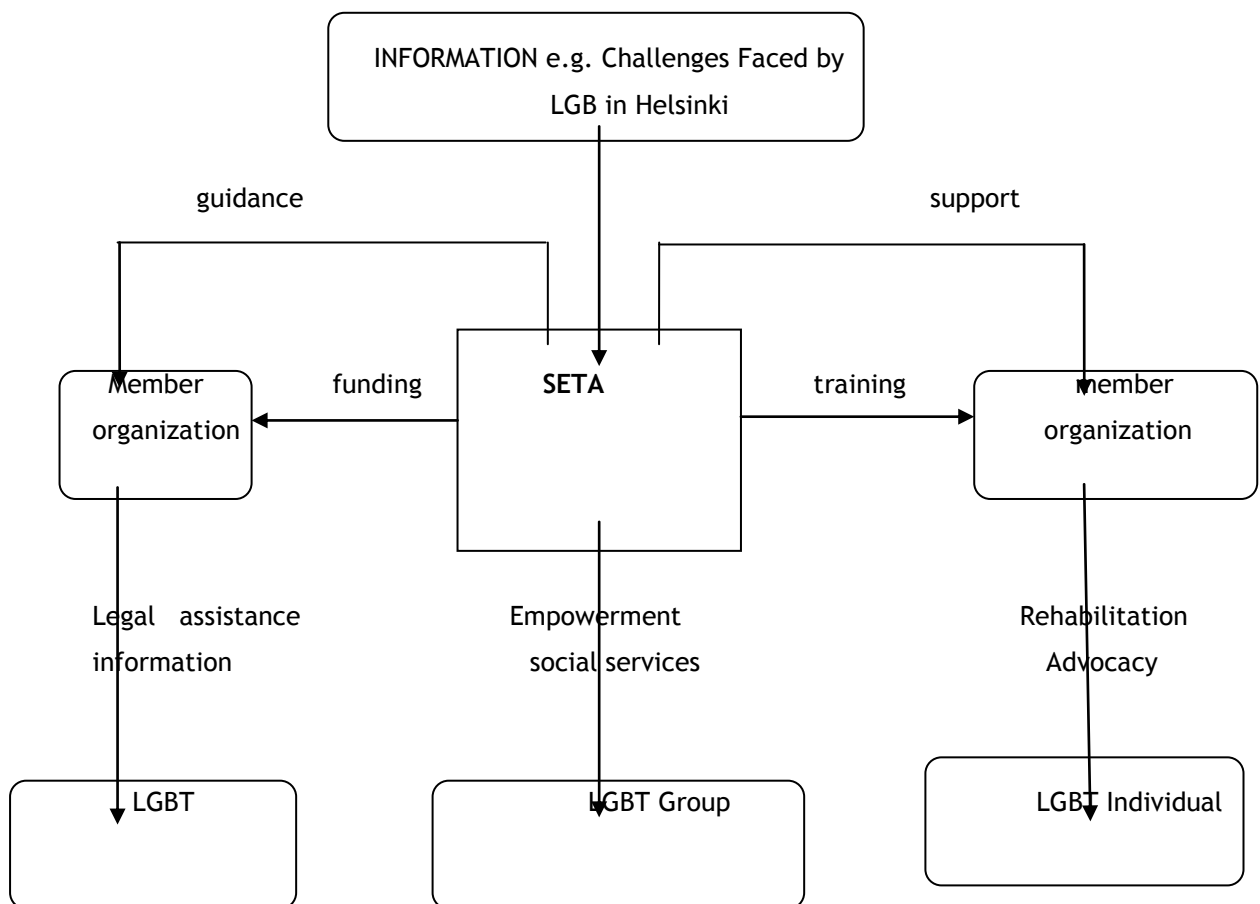 INFORMATION e.g. Challenges Faced by
LGB in Helsinki
guidance
support
Member
organization
funding
SETA
training
member
organization
Legal assistance
information
Empowerment
social services
Rehabilitation
Advocacy
LGBT
LGBT Group
LGBT Individual